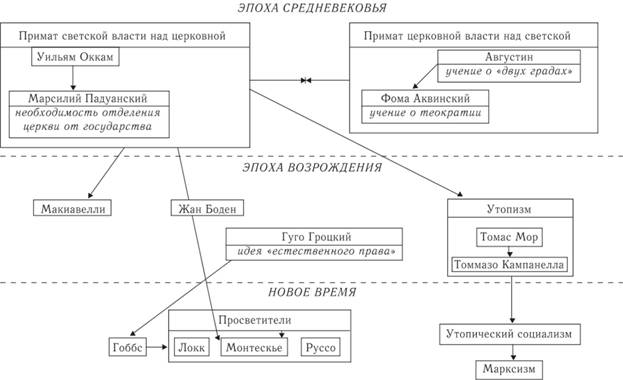 ЭПОХА СРЕДНЕВЕКОВЬЯ
Примат светской власти над церковной
Уильям Оккам
Марсилий Падуанский
необходимость отделения
церкви от государства
Примат церковной власти над светской
Августин
учение о «двух градах»
Фома Аквинский
учение о теократии
ЭПОХА ВОЗРОЖДЕНИЯ
Макиавелли
Жан Боден
Утопизм
Томас Мор
Томмазо Кампанелла
Гуго Гроцкий
идея «естественного права»
НОВОЕ ВРЕМЯ
Просветители
Гоббс
Локк
Монтескье
Руссо
Утопический социализм
Марксизм